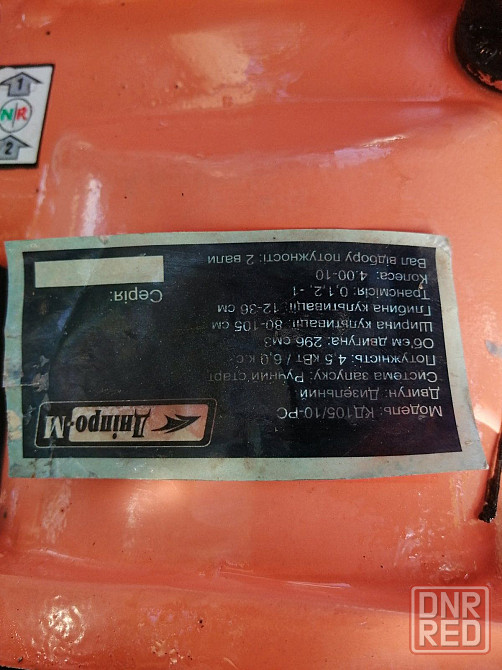 1
N/R
2
Дніпро-М
Модель: КД105/10-РС
Двигун: Дизельний
Система запуску: Ручний старт
Потужність: 4,5 кВт / 6,0 к.с.
Об'єм двигуна: 296 см3
Ширина культивації: 80-105 см
Глибина культивації: 12-36 см
Трансмісія: 0,1,2, -1
Колеса: 4.00-10
Вал відбору потужності: 2 вали
Серія:
DNR
RED